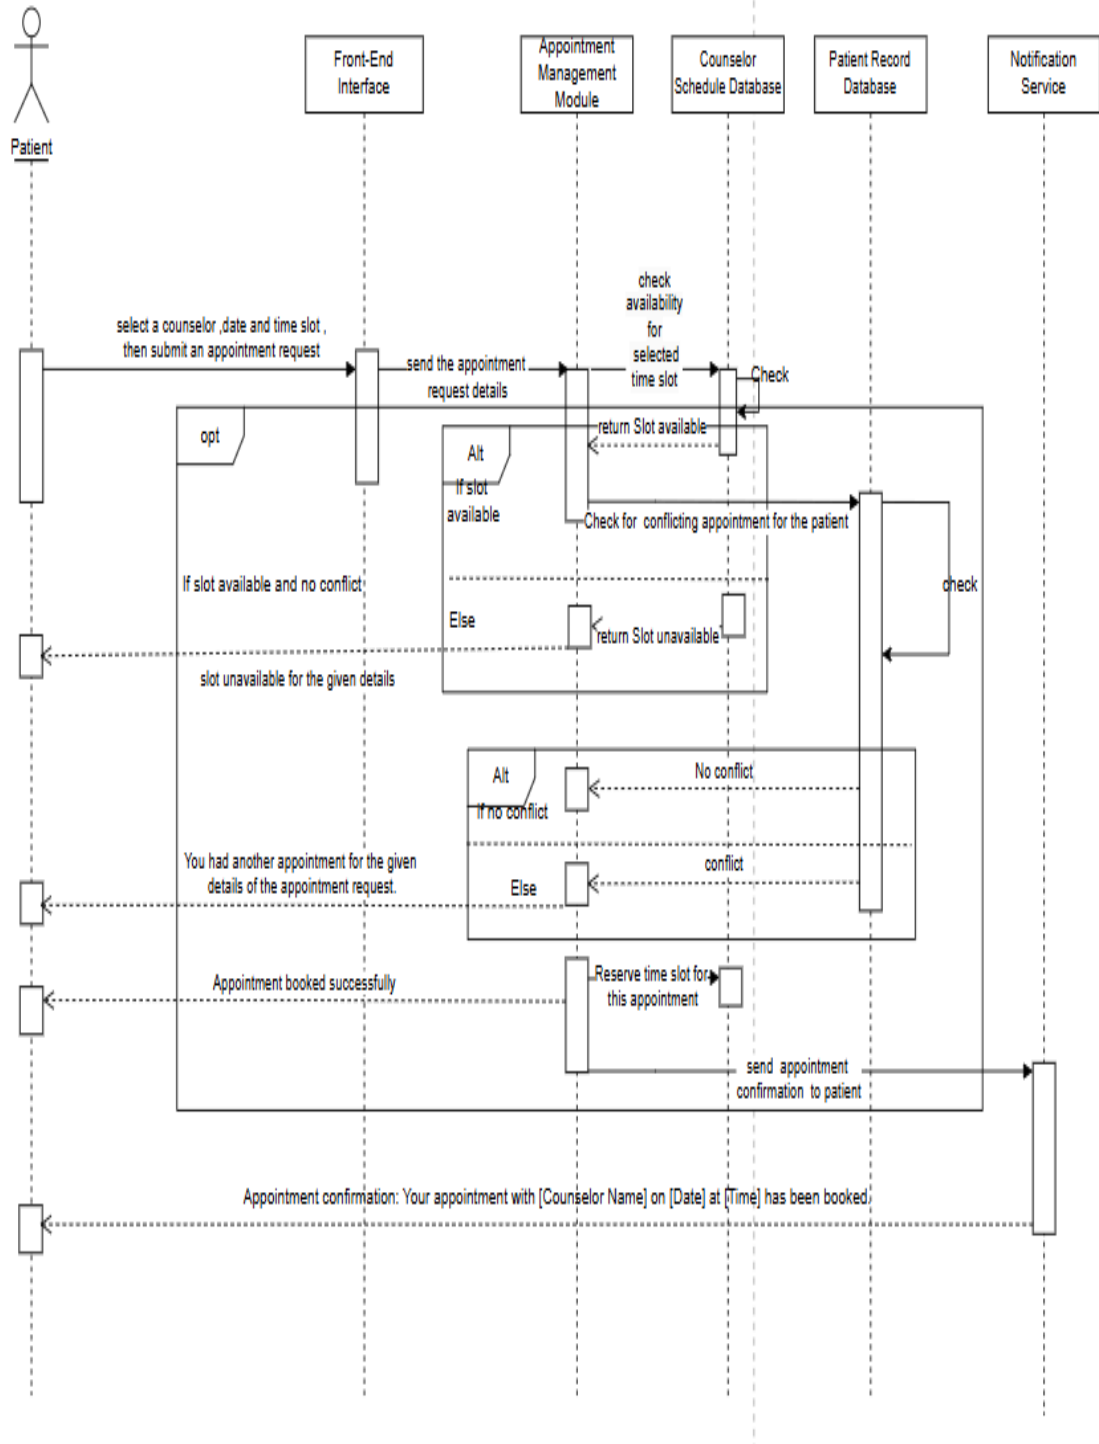 Patient
Front-End
Interface
Appointment
Management
Module
Counselor
Schedule Database
Patient Record
Database
Notification
Service
select a counselor ,date and time slot ,
then submit an appointment request
send the appointment
request details
check
availability
for
selected
time slot
Check
opt
return Slot available
Alt
If slot
available
Check for conflicting appointment for the patient
If slot available and no conflict
check
Else
return Slot unavailable
slot unavailable for the given details
Alt
If no conflict
No conflict
You had another appointment for the given
details of the appointment request.
conflict
Else
Appointment booked successfully
Reserve time slot for
this appointment
send appointment
confirmation to patient
Appointment confirmation: Your appointment with [Counselor Name] on [Date] at [Time] has been booked.